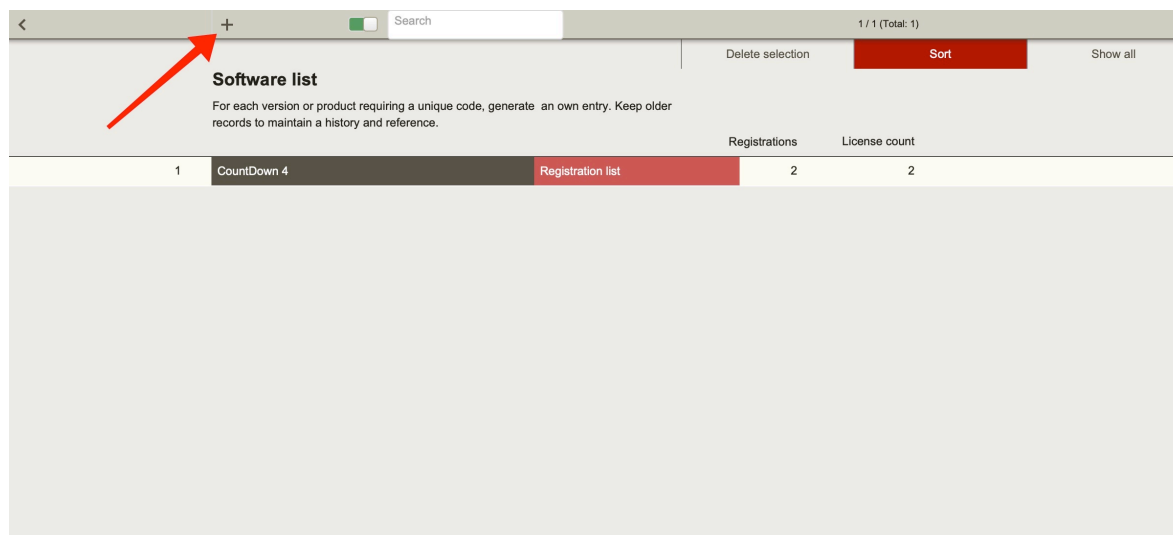 Search
1 / 1 (Total: 1)
Delete selection
Sort
Show all
Software list
For each version or product requiring a unique code, generate  an own entry. Keep older
records to maintain a history and reference.
Registrations
License count
1
CountDown 4
Registration list
2
2